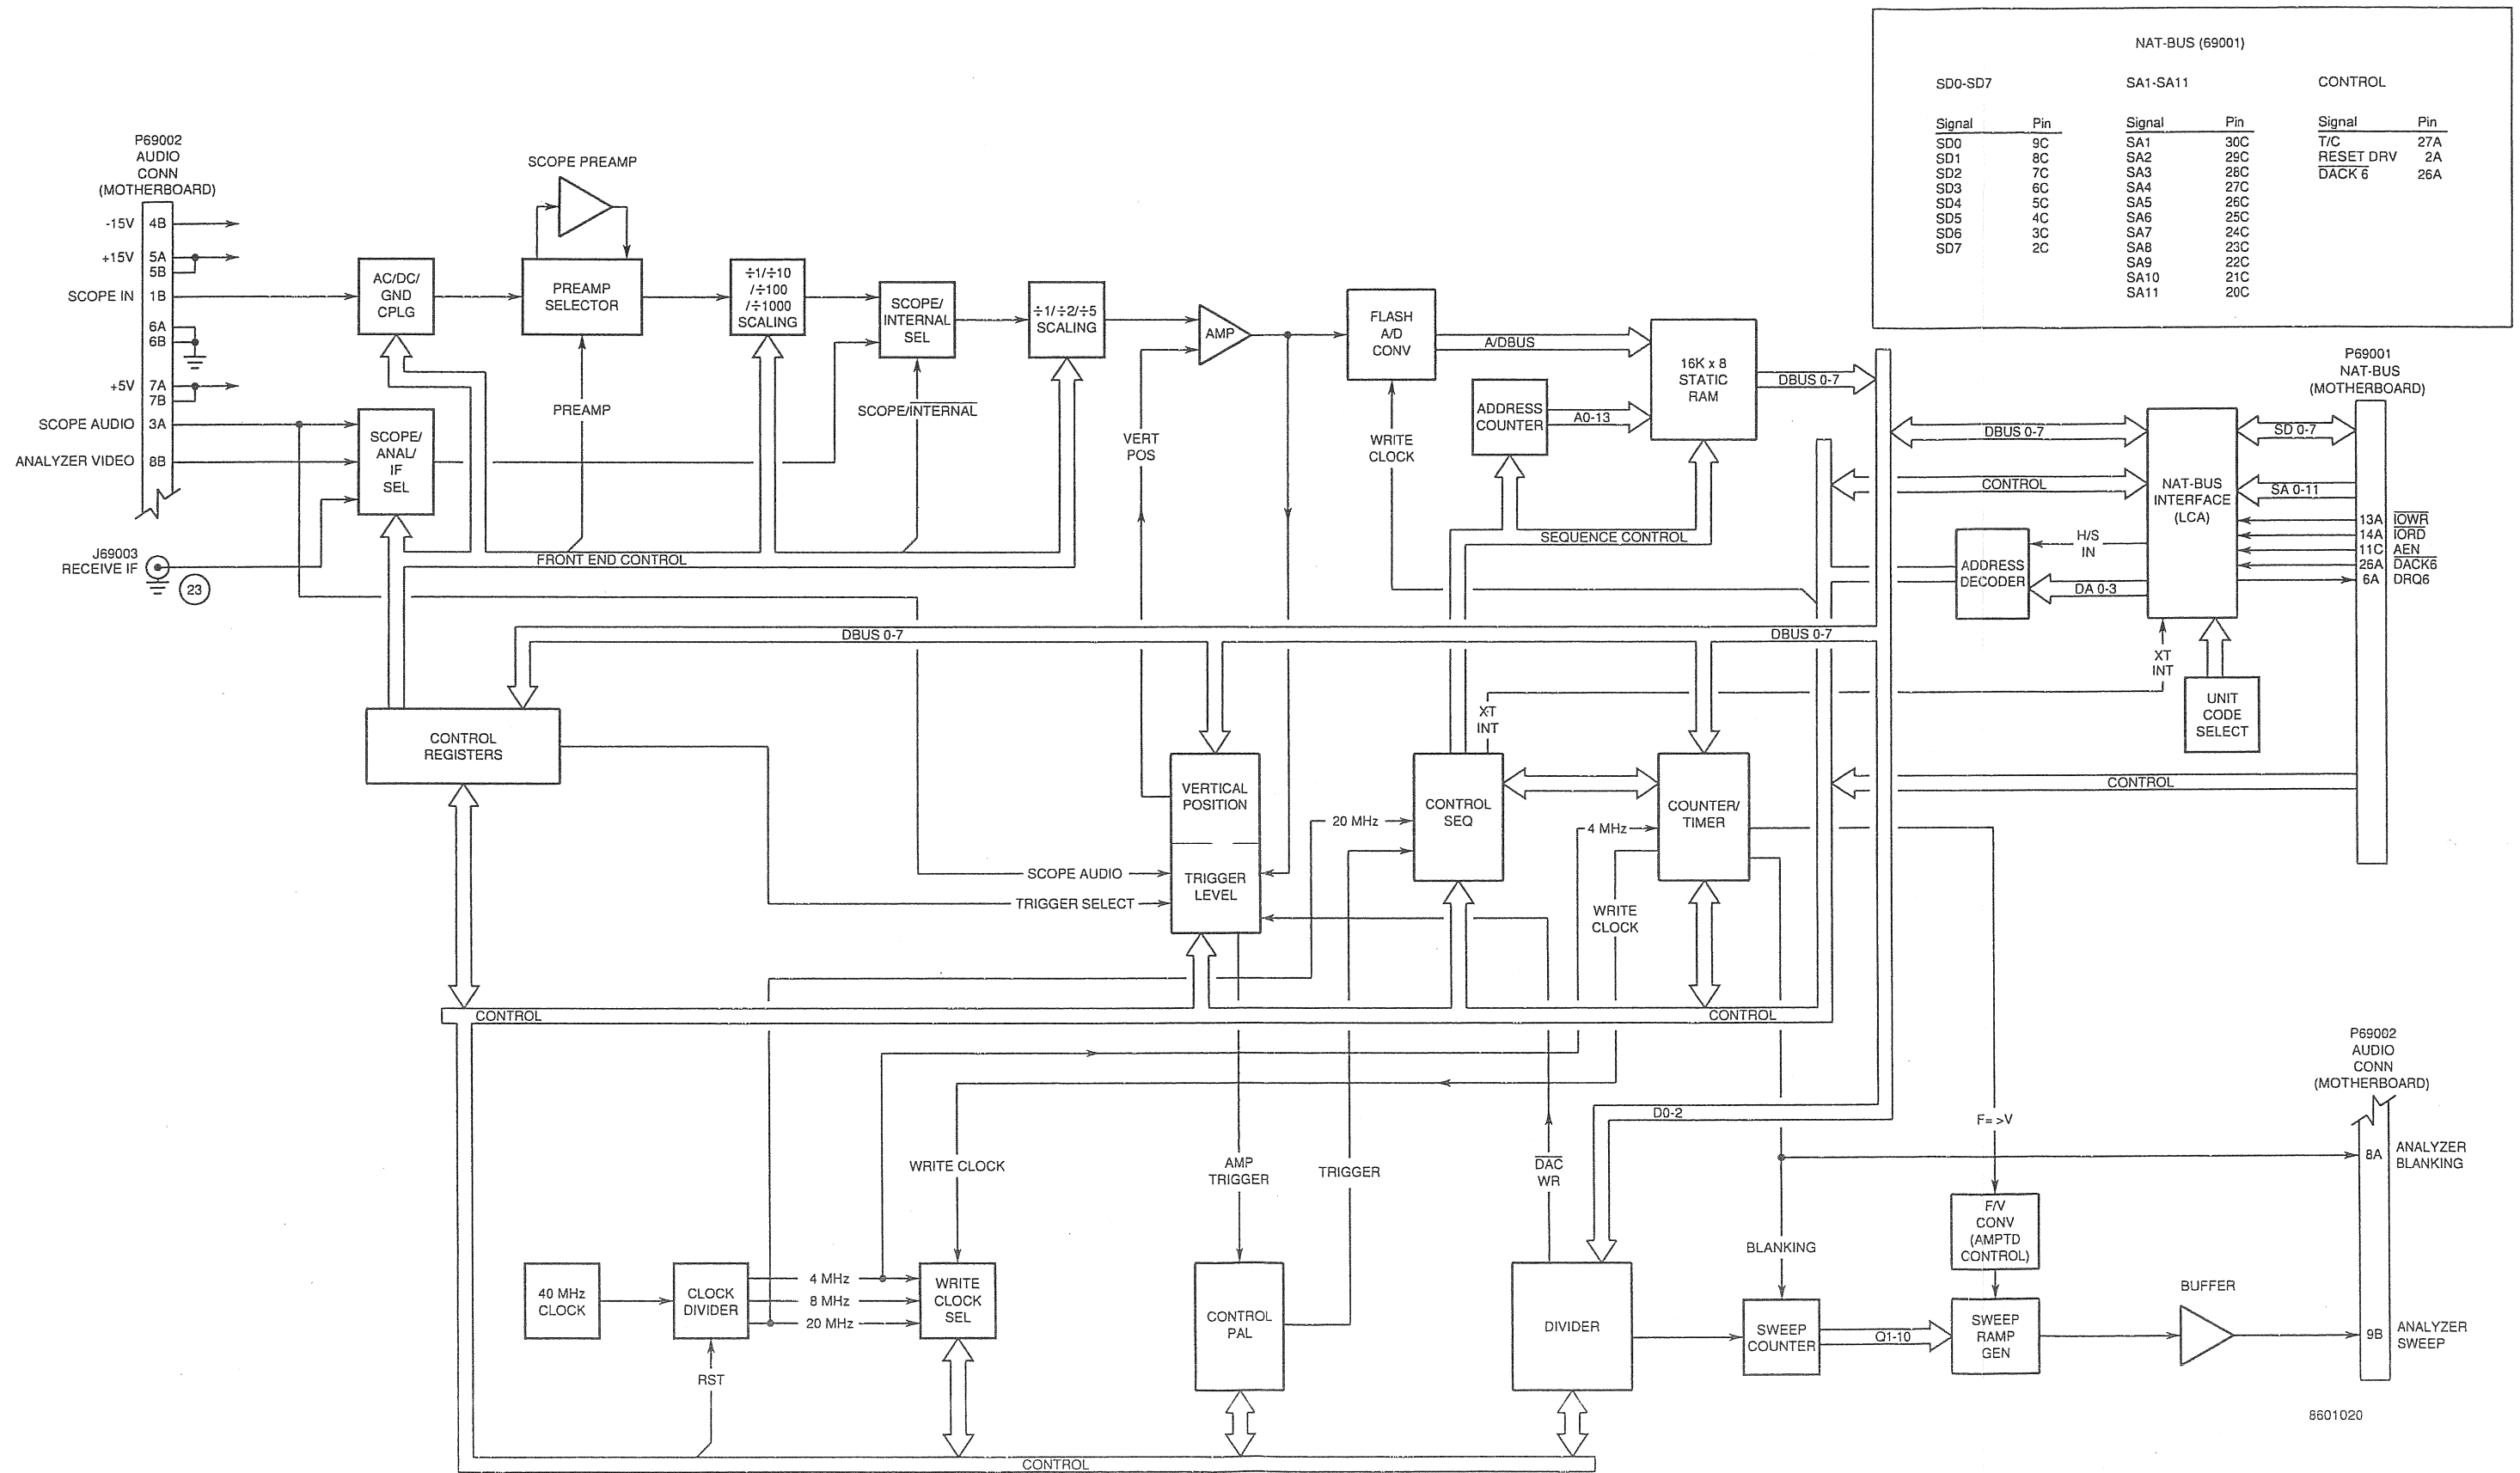 NAT-BUS (69001)
SD0-SD7
SA1-SA11
CONTROL
Signal Pin
SD0 9C
SD1 8C
SD2 7C
SD3 6C
SD4 5C
SD5 4C
SD6 3C
SD7 2C
Signal Pin
SA1 30C
SA2 29C
SA3 28C
SA4 27C
SA5 26C
SA6 25C
SA7 24C
SA8 23C
SA9 22C
SA10 21C
SA11 20C
Signal Pin
T/C 27A
RESET DRV 2A
DACK 6 26A
P69002
AUDIO
CONN
(MOTHERBOARD)
-15V 4B
+15V 5A
5B
SCOPE IN 1B
6A
6B
+5V 7A
7B
SCOPE AUDIO 3A
ANALYZER VIDEO 8B
J69003
RECEIVE IF
23
AC/DC/
GND
CPLG
SCOPE/
ANAL/
IF
SEL
SCOPE PREAMP
PREAMP
SELECTOR
PREAMP
÷1/÷10
/÷100
/÷1000
SCALING
SCOPE/
INTERNAL
SEL
SCOPE/INTERNAL
÷1/÷2/÷5
SCALING
FRONT END CONTROL
AMP
VERT
POS
FLASH
A/D
CONV
A/DBUS
WRITE
CLOCK
ADDRESS
COUNTER
A0-13
16K x 8
STATIC
RAM
DBUS 0-7
SEQUENCE CONTROL
DBUS 0-7
CONTROL
ADDRESS
DECODER
H/S
IN
DA 0-3
NAT-BUS
INTERFACE
(LCA)
SD 0-7
SA 0-11
P69001
NAT-BUS
(MOTHERBOARD)
13A IOWR
14A IORD
11C AEN
26A DACK6
6A DRQ6
XT
INT
UNIT
CODE
SELECT
CONTROL
DBUS 0-7
DBUS 0-7
CONTROL
REGISTERS
VERTICAL
POSITION
TRIGGER
LEVEL
SCOPE AUDIO
TRIGGER SELECT
XT
INT
CONTROL
SEQ
20 MHz
COUNTER/
TIMER
4 MHz
WRITE
CLOCK
CONTROL
CONTROL
D0-2
F= >V
P69002
AUDIO
CONN
(MOTHERBOARD)
8A ANALYZER
BLANKING
WRITE CLOCK
AMP
TRIGGER
TRIGGER
DAC
WR
BLANKING
F/V
CONV
(AMPTD
CONTROL)
40 MHz
CLOCK
CLOCK
DIVIDER
4 MHz
8 MHz
20 MHz
WRITE
CLOCK
SEL
RST
CONTROL
PAL
DIVIDER
SWEEP
COUNTER
Q1-10
SWEEP
RAMP
GEN
BUFFER
9B ANALYZER
SWEEP
CONTROL
8601020